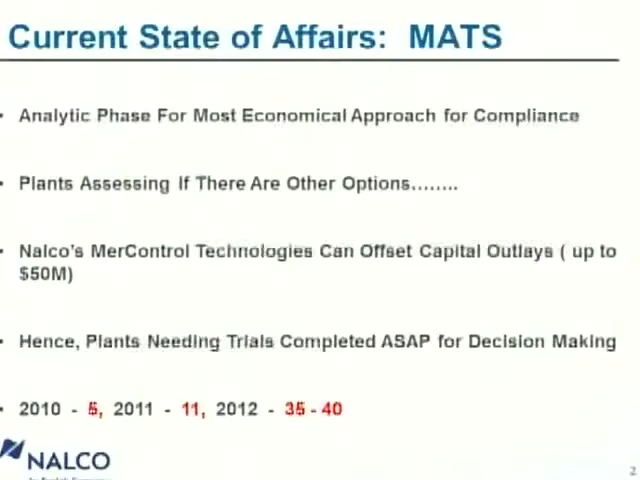 Current State of Affairs: MATS
• Analytic Phase For Most Economical Approach for Compliance
• Plants Assessing If There Are Other Options........
• Nalco's MerControl Technologies Can Offset Capital Outlays ( up to
$50M)
• Hence, Plants Needing Trials Completed ASAP for Decision Making
• 2010 - 5, 2011 - 11, 2012 - 35 - 40
NALCO
2